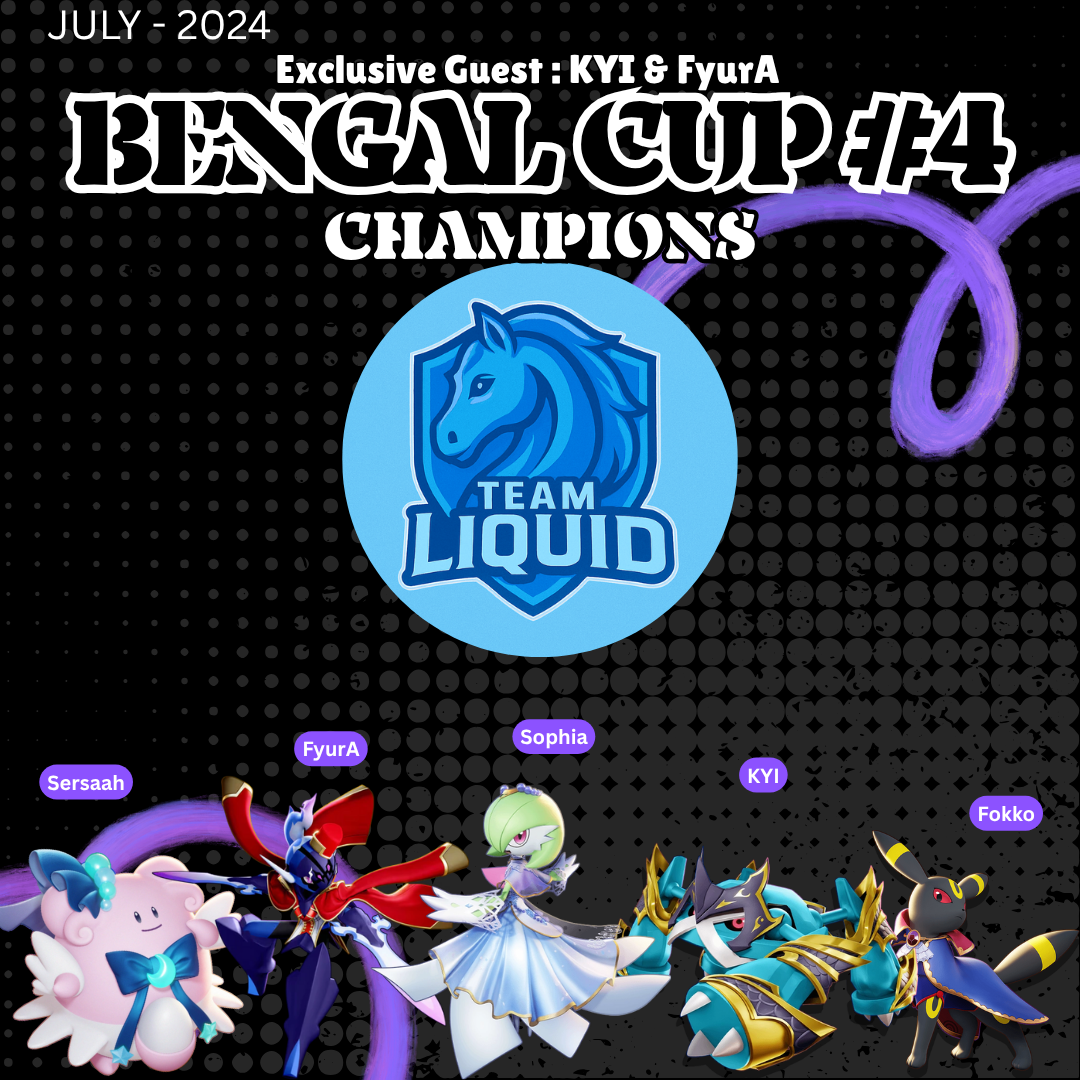 JULY - 2024
Exclusive Guest : KYI & FyurA
BENGAL CUP #4
CHAMPIONS
TEAM
LIQUID
Sophia
FyurA
KYI
Sersaah
Fokko